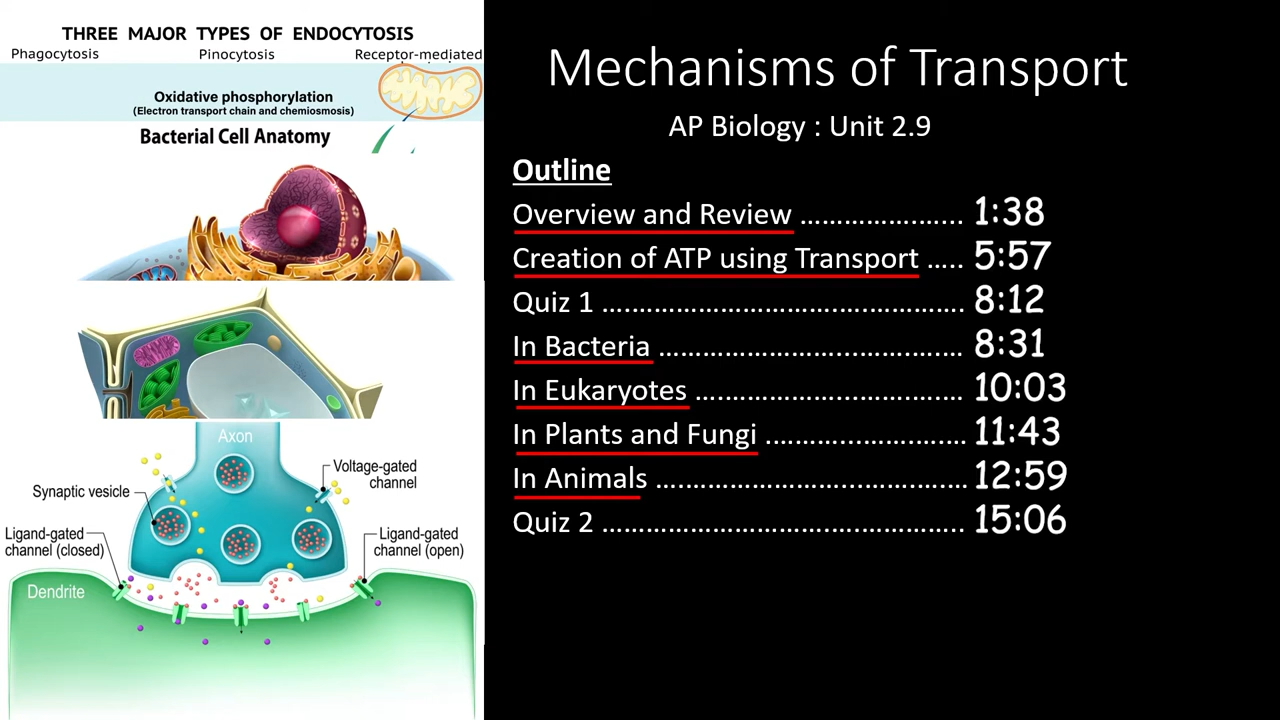 THREE MAJOR TYPES OF ENDOCYTOSIS
Phagocytosis Pinocytosis Receptor-mediated
Oxidative phosphorylation
(Electron transport chain and chemiosmosis)
Bacterial Cell Anatomy
Axon
Voltage-gated
channel
Synaptic vesicle
Ligand-gated
channel (closed)
Ligand-gated
channel (open)
Dendrite
Mechanisms of Transport
AP Biology : Unit 2.9
Outline
Overview and Review ...................... 1:38
Creation of ATP using Transport ..... 5:57
Quiz 1 ................................................ 8:12
In Bacteria ........................................ 8:31
In Eukaryotes ................................... 10:03
In Plants and Fungi .......................... 11:43
In Animals ......................................... 12:59
Quiz 2 ................................................ 15:06